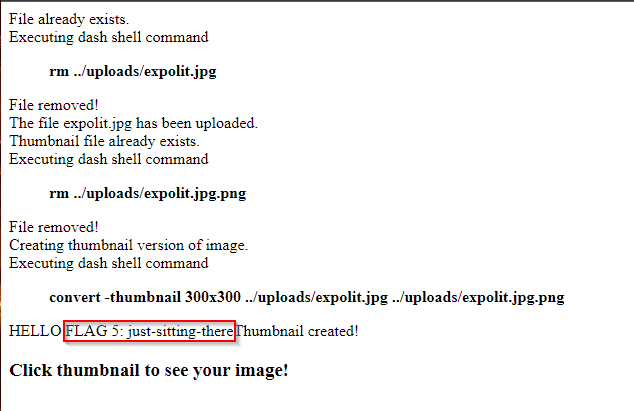 File already exists.
Executing dash shell command
rm ../uploads/expolit.jpg
File removed!
The file expolit.jpg has been uploaded.
Thumbnail file already exists.
Executing dash shell command
rm ../uploads/expolit.jpg.png
File removed!
Creating thumbnail version of image.
Executing dash shell command
convert -thumbnail 300x300 ../uploads/expolit.jpg ../uploads/expolit.jpg.png
HELLO FLAG 5: just-sitting-thereThumbnail created!
Click thumbnail to see your image!